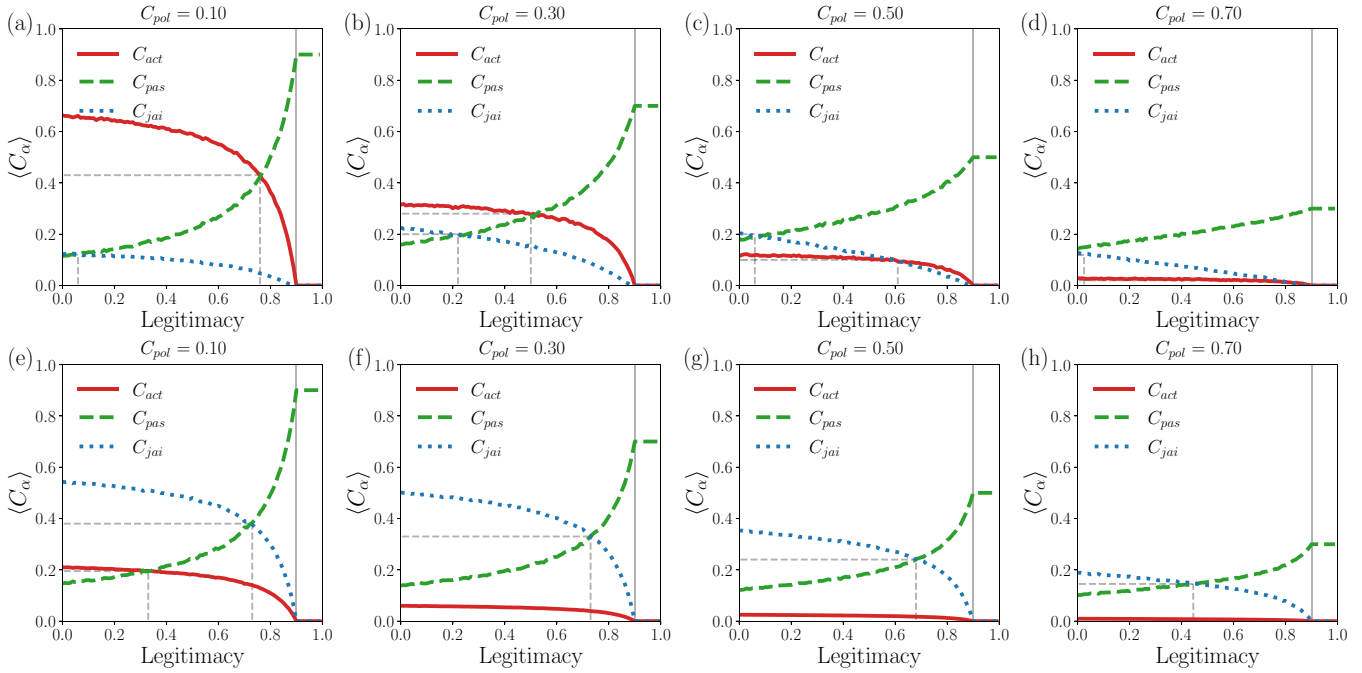 (a) C_pol = 0.10
1.0
0.8
0.6
0.4
0.2
0.0
⟨C_α⟩
C_act
C_pas
C_jai
0.0 0.2 0.4 0.6 0.8 1.0
Legitimacy
(b) C_pol = 0.30
1.0
0.8
0.6
0.4
0.2
0.0
⟨C_α⟩
C_act
C_pas
C_jai
0.0 0.2 0.4 0.6 0.8 1.0
Legitimacy
(c) C_pol = 0.50
1.0
0.8
0.6
0.4
0.2
0.0
⟨C_α⟩
C_act
C_pas
C_jai
0.0 0.2 0.4 0.6 0.8 1.0
Legitimacy
(d) C_pol = 0.70
1.0
0.8
0.6
0.4
0.2
0.0
⟨C_α⟩
C_act
C_pas
C_jai
0.0 0.2 0.4 0.6 0.8 1.0
Legitimacy
(e) C_pol = 0.10
1.0
0.8
0.6
0.4
0.2
0.0
⟨C_α⟩
C_act
C_pas
C_jai
0.0 0.2 0.4 0.6 0.8 1.0
Legitimacy
(f) C_pol = 0.30
1.0
0.8
0.6
0.4
0.2
0.0
⟨C_α⟩
C_act
C_pas
C_jai
0.0 0.2 0.4 0.6 0.8 1.0
Legitimacy
(g) C_pol = 0.50
1.0
0.8
0.6
0.4
0.2
0.0
⟨C_α⟩
C_act
C_pas
C_jai
0.0 0.2 0.4 0.6 0.8 1.0
Legitimacy
(h) C_pol = 0.70
1.0
0.8
0.6
0.4
0.2
0.0
⟨C_α⟩
C_act
C_pas
C_jai
0.0 0.2 0.4 0.6 0.8 1.0
Legitimacy